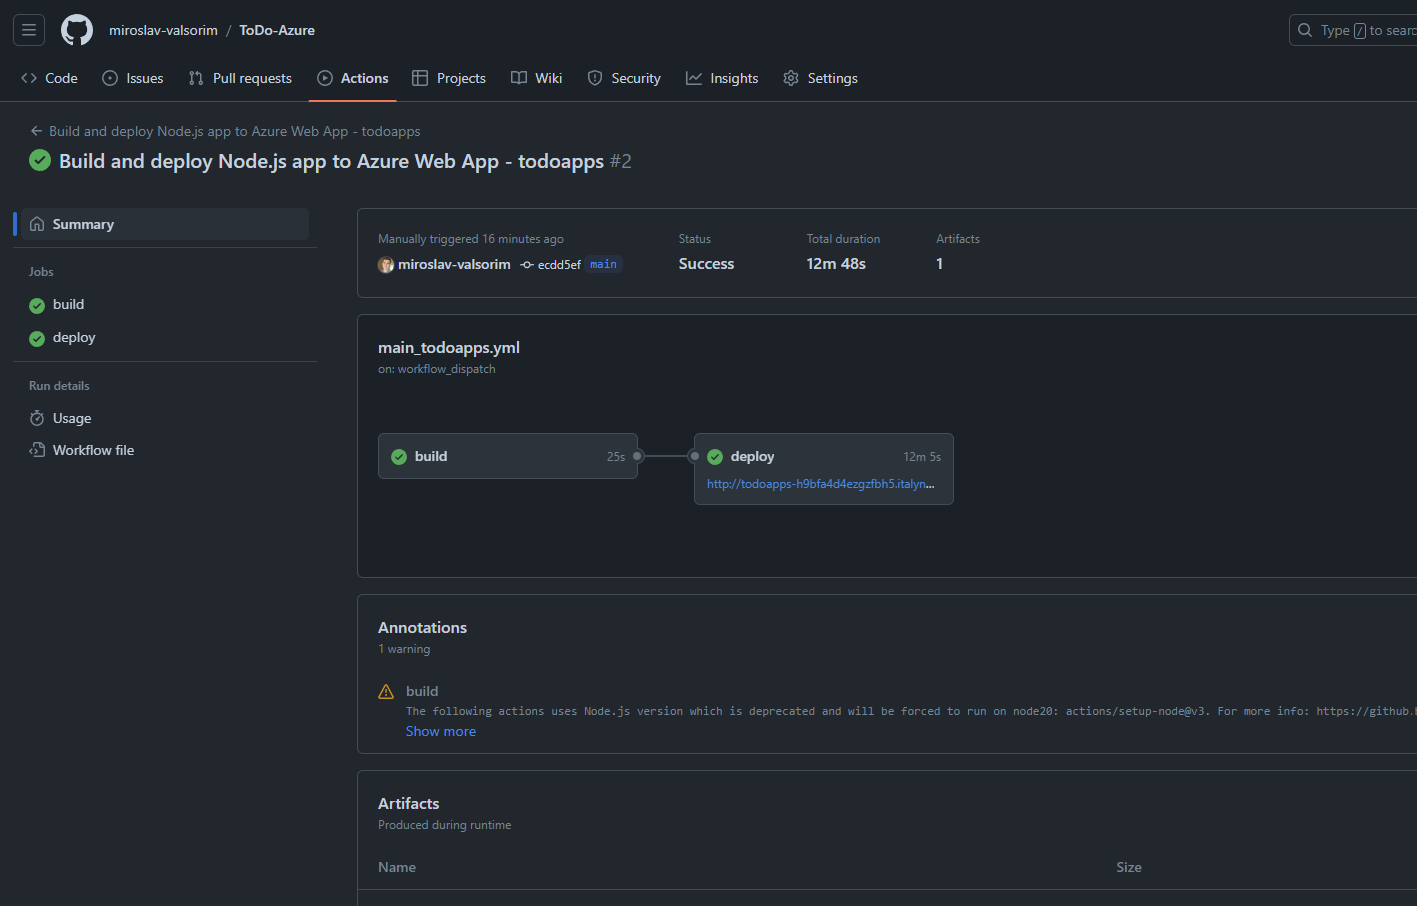 miroslav-valsorim / ToDo-Azure
Type / to searc
Code Issues Pull requests Actions Projects Wiki Security Insights Settings
Build and deploy Node.js app to Azure Web App - todoapps
Build and deploy Node.js app to Azure Web App - todoapps #2
Summary
Jobs
build
deploy
Run details
Usage
Workflow file
Manually triggered 16 minutes ago
miroslav-valsorim ecdd5ef main
Status
Success
Total duration
12m 48s
Artifacts
1
main_todoapps.yml
on: workflow_dispatch
build 25s
deploy 12m 5s
http://todoapps-h9bfa4d4ezgzfbh5.italyn...
Annotations
1 warning
build
The following actions uses Node.js version which is deprecated and will be forced to run on node20: actions/setup-node@v3. For more info: https://github.b
Show more
Artifacts
Produced during runtime
Name Size